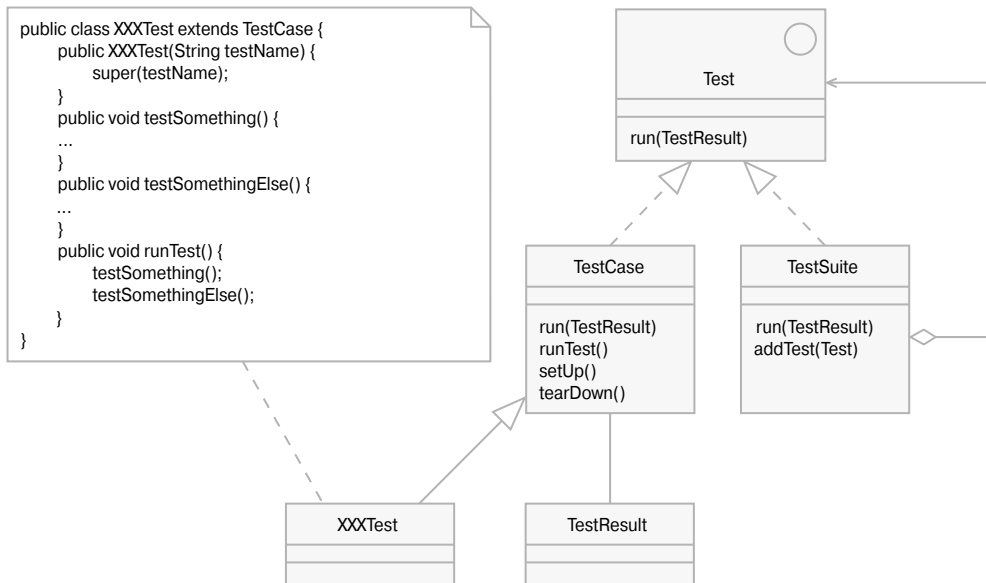 public class XXXTest extends TestCase {
public XXXTest(String testName) {
super(testName);
}
public void testSomething() {
...
}
public void testSomethingElse() {
...
}
public void runTest() {
testSomething();
testSomethingElse();
}
}
Test
run(TestResult)
TestCase
run(TestResult)
runTest()
setUp()
tearDown()
TestSuite
run(TestResult)
addTest(Test)
XXXTest
TestResult